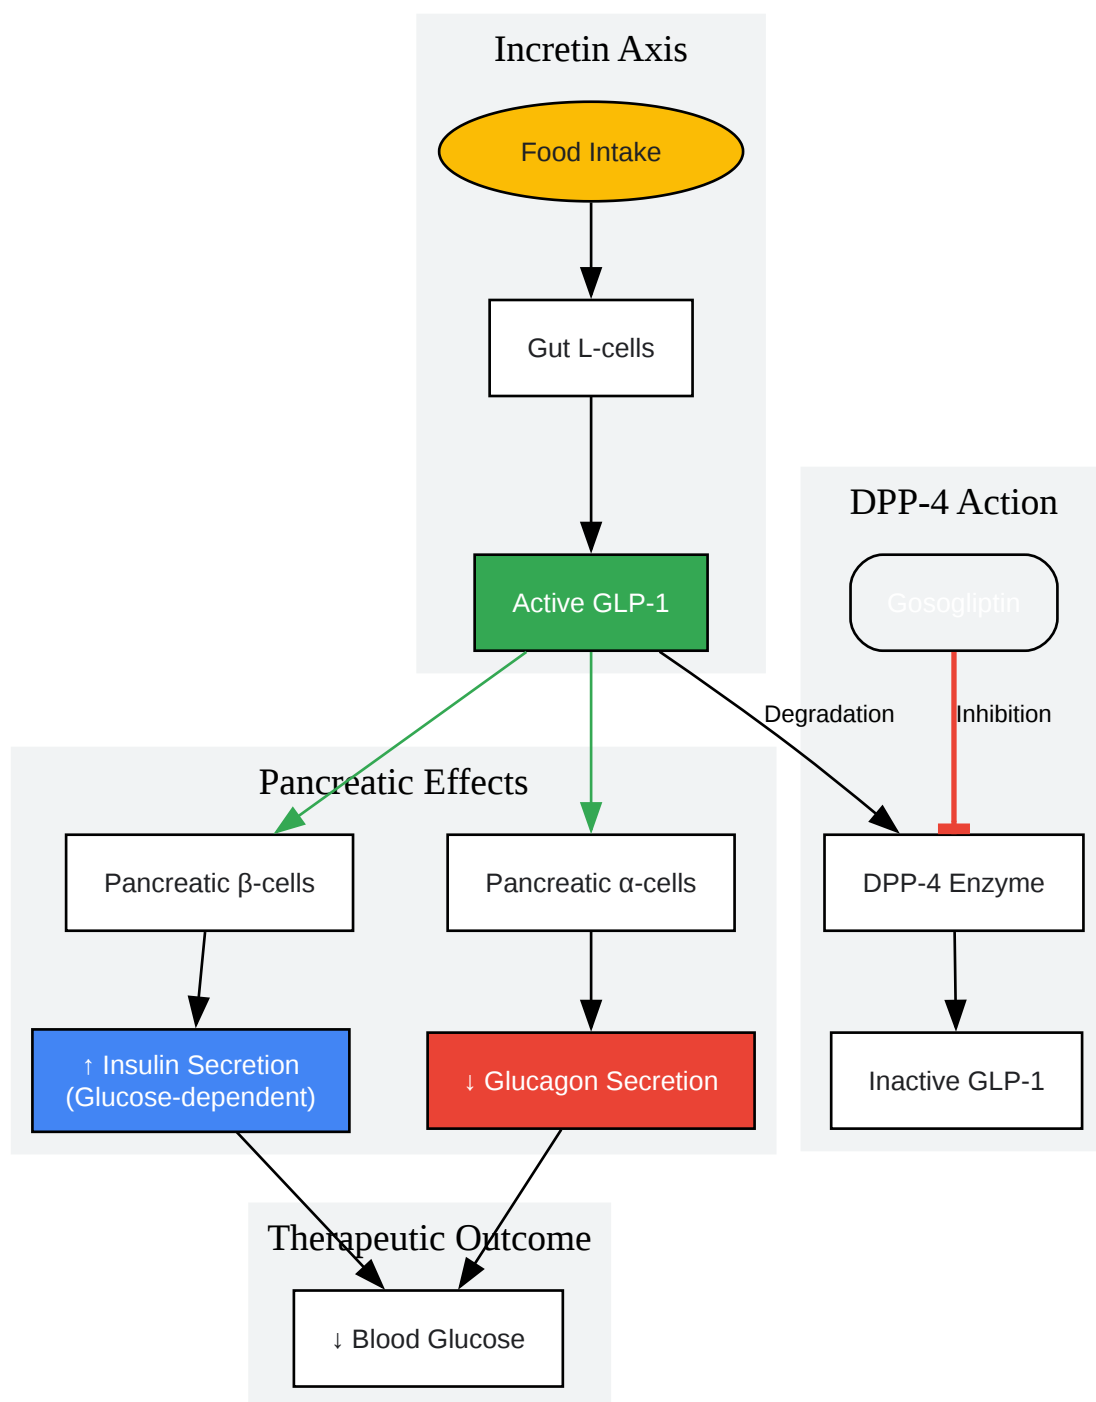 Incretin Axis
Food Intake
Gut L-cells
DPP-4 Action
Active GLP-1
Gosogliptin
Degradation
Inhibition
Pancreatic Effects
Pancreatic β-cells
Pancreatic α-cells
DPP-4 Enzyme
↑ Insulin Secretion
(Glucose-dependent)
↓ Glucagon Secretion
Inactive GLP-1
Therapeutic Outcome
↓ Blood Glucose